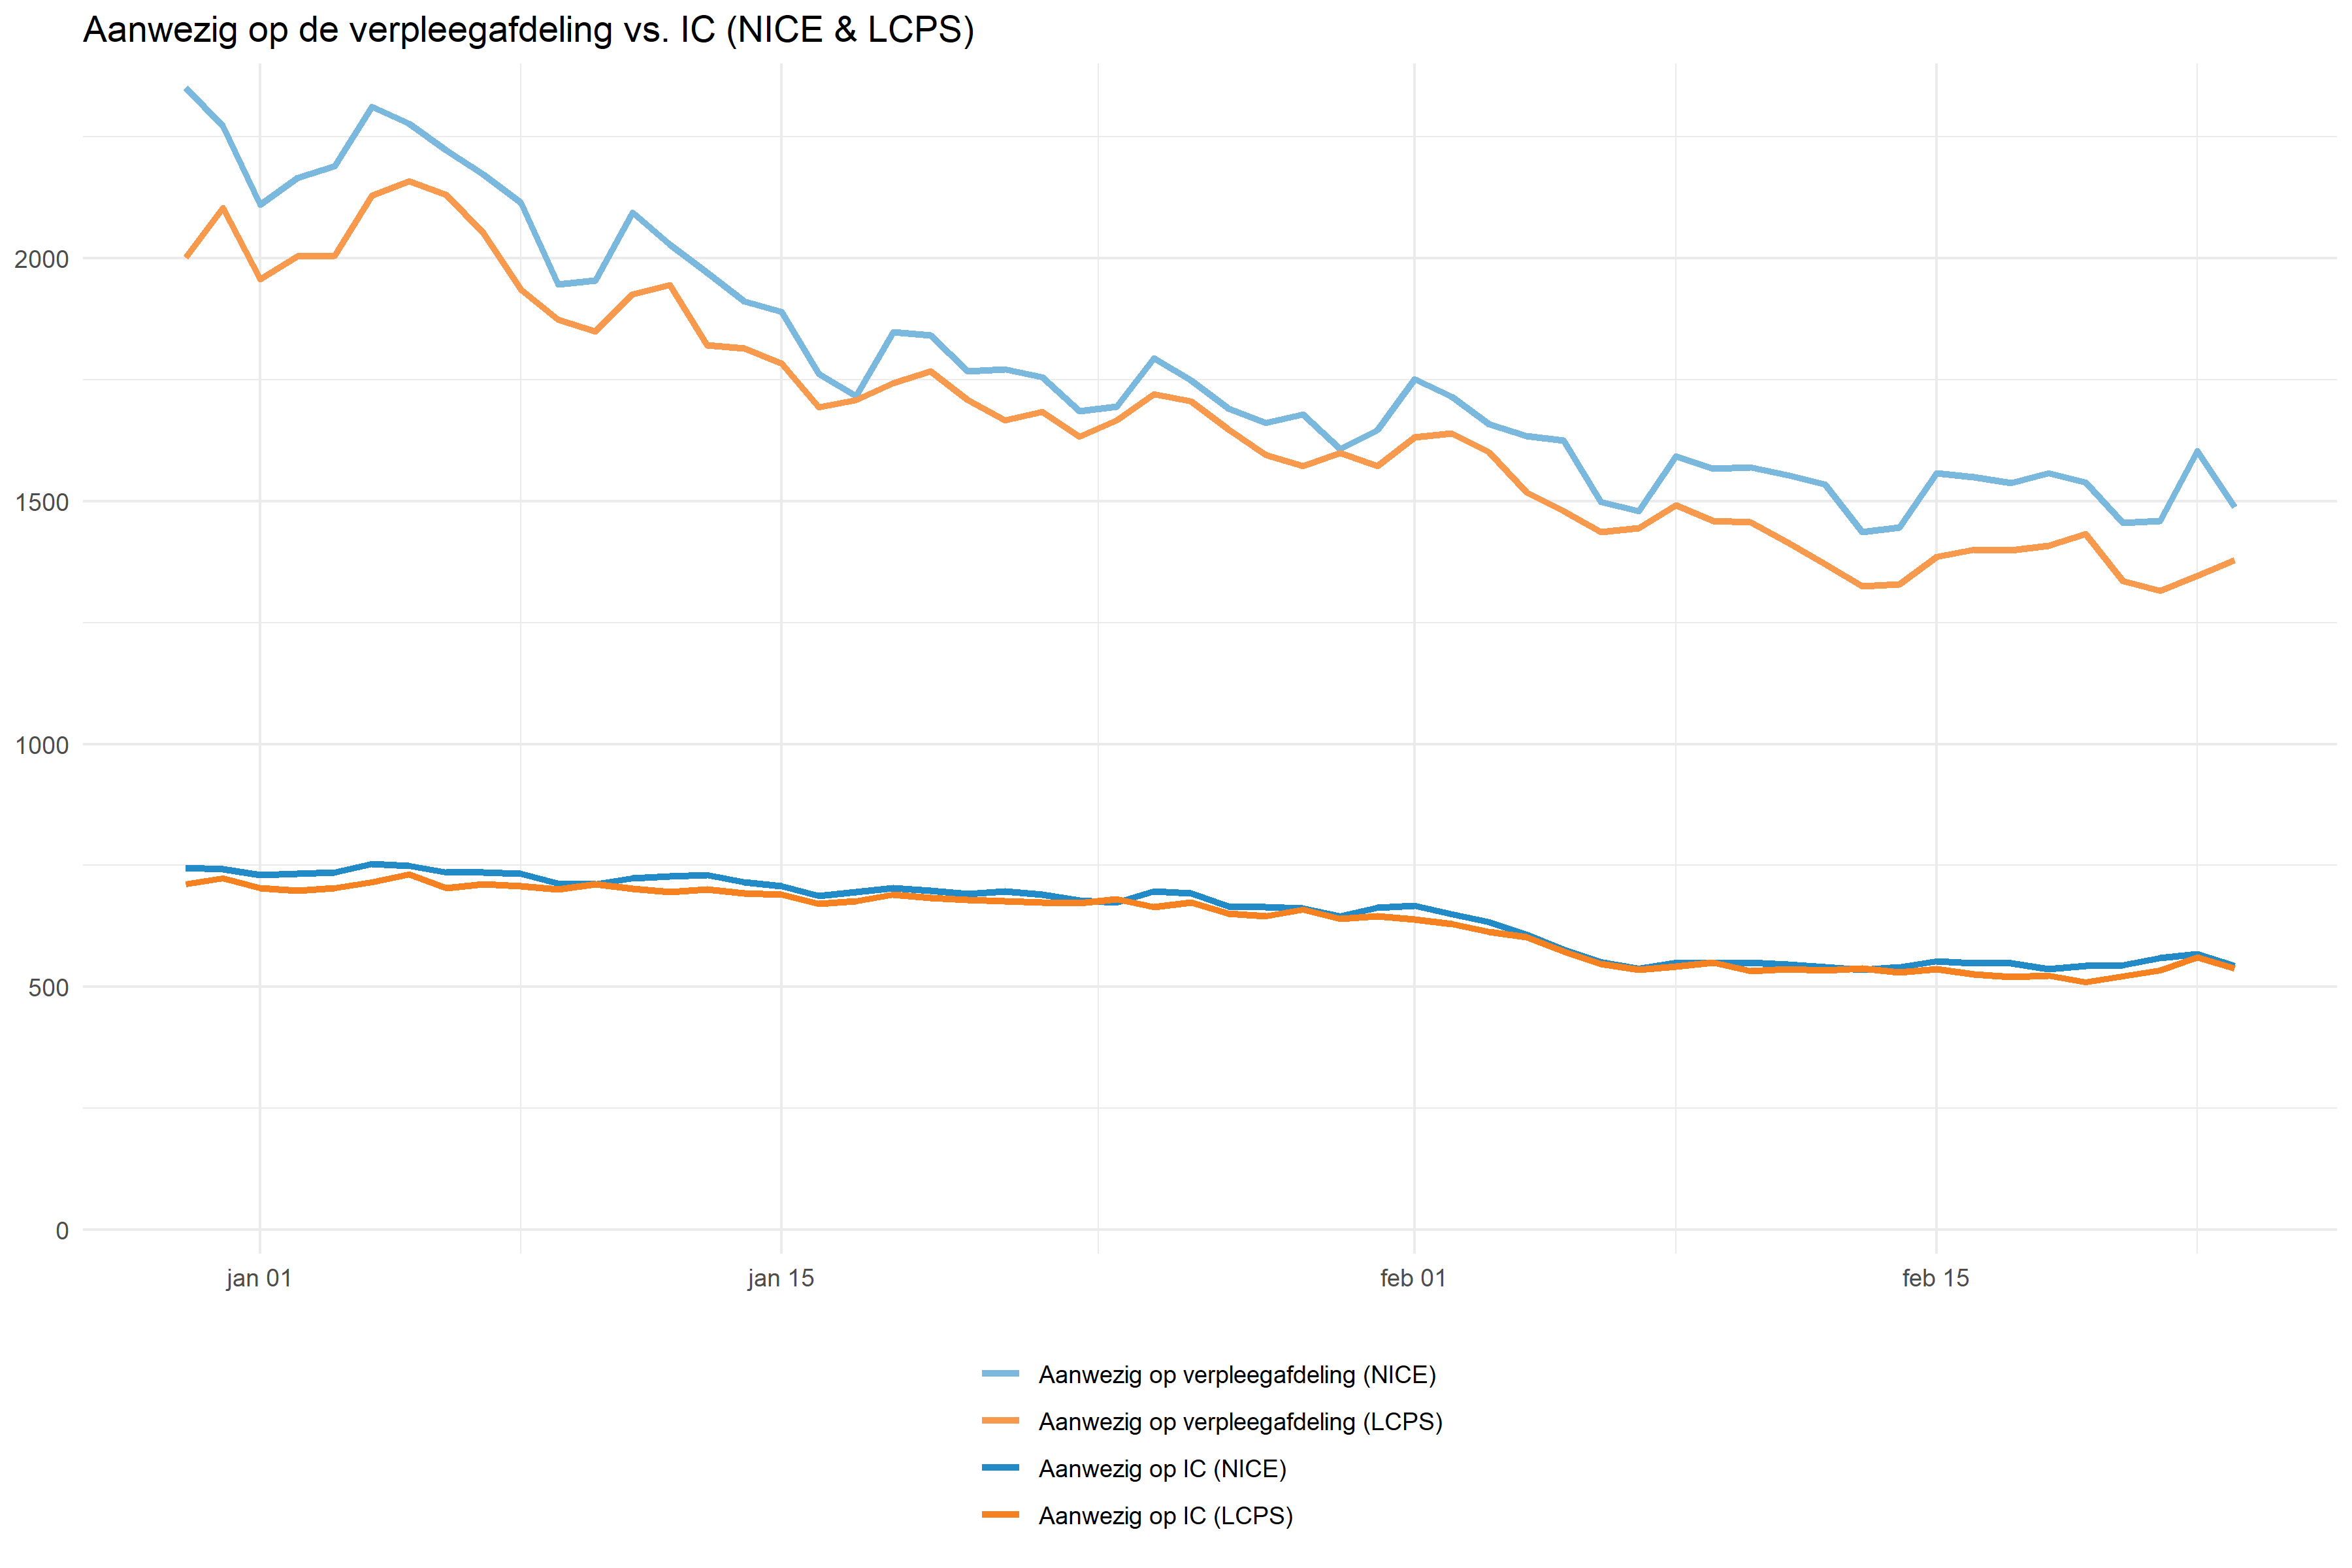 Aanwezig op de verpleegafdeling vs. IC (NICE & LCPS)
2000
1500
1000
500
0
jan 01 jan 15 feb 01 feb 15
Aanwezig op verpleegafdeling (NICE)
Aanwezig op verpleegafdeling (LCPS)
Aanwezig op IC (NICE)
Aanwezig op IC (LCPS)